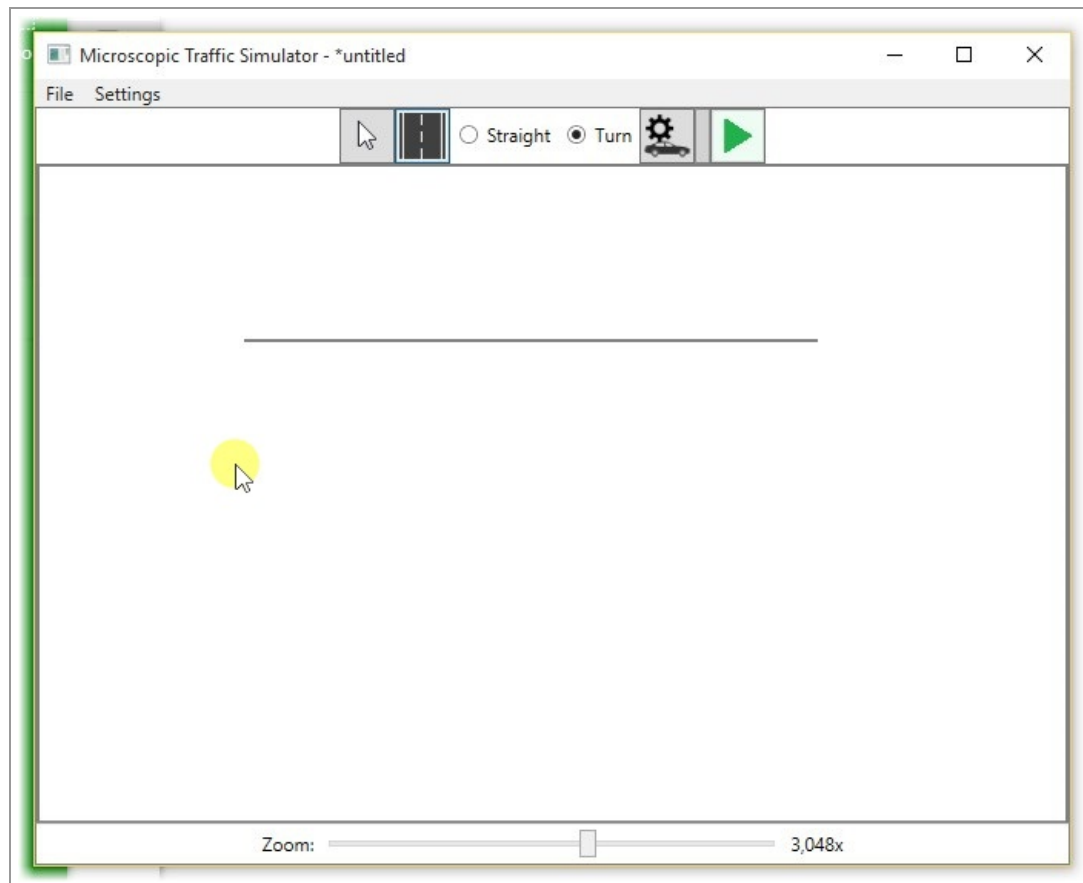 Microscopic Traffic Simulator - *untitled
File Settings
Straight Turn
Zoom: 3,048x